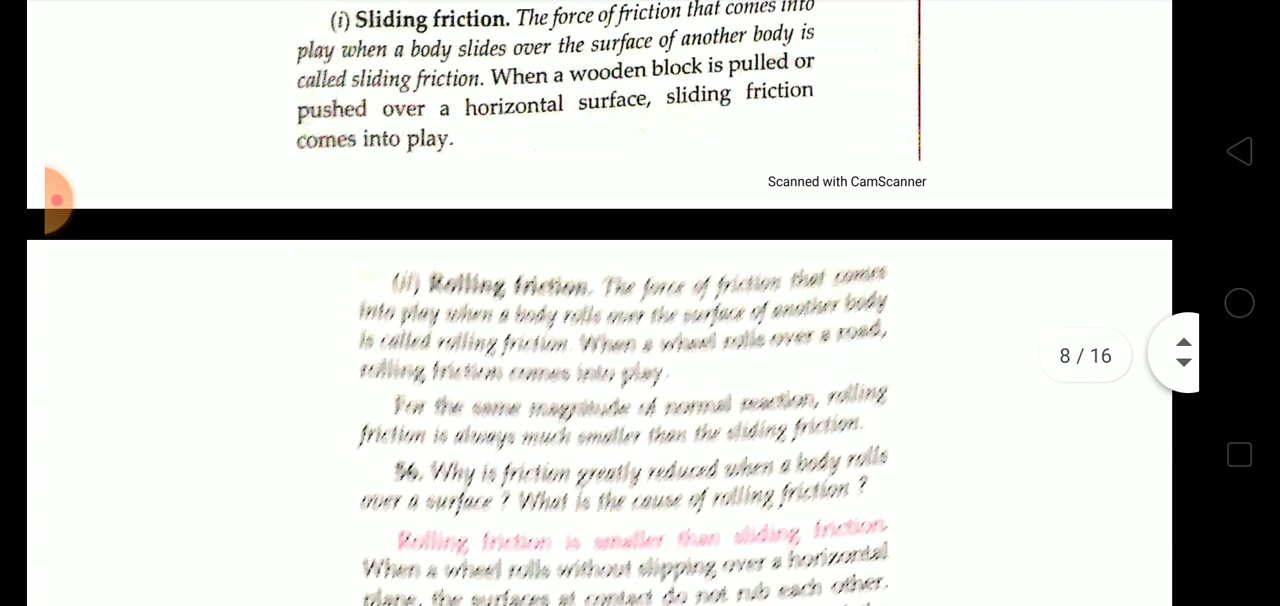 (i) Sliding friction. The force of friction that comes into
play when a body slides over the surface of another body is
called sliding friction. When a wooden block is pulled or
pushed over a horizontal surface, sliding friction
comes into play.
Scanned with CamScanner
(ii) Rolling friction. The force of friction that comes
into play when a body rolls over the surface of another body
is called rolling friction. When a wheel rolls over a road,
rolling friction comes into play.
For the same magnitude of normal reaction, rolling
friction is always much smaller than the sliding friction.
8 / 16
56. Why is friction greatly reduced when a body rolls
over a surface ? What is the cause of rolling friction ?
Rolling friction is smaller than sliding friction.
When a wheel rolls without slipping over a horizontal
plane, the surfaces at contact do not rub each other.